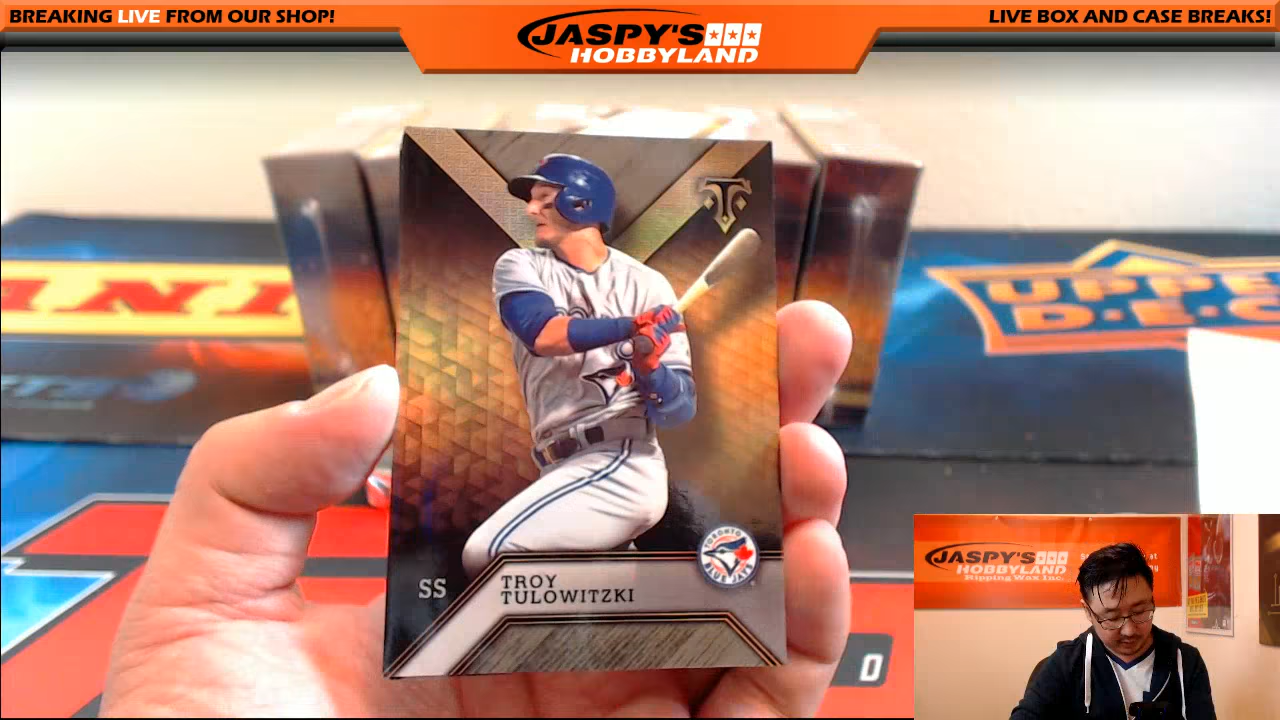 BREAKING LIVE FROM OUR SHOP!
JASPY'S
HOBBYLAND
LIVE BOX AND CASE BREAKS!
T
SS
TROY
TULOWITZKI
TORONTO
BLUE JAYS
0
JASPY'S
HOBBYLAND
Ripping Wax Inc.